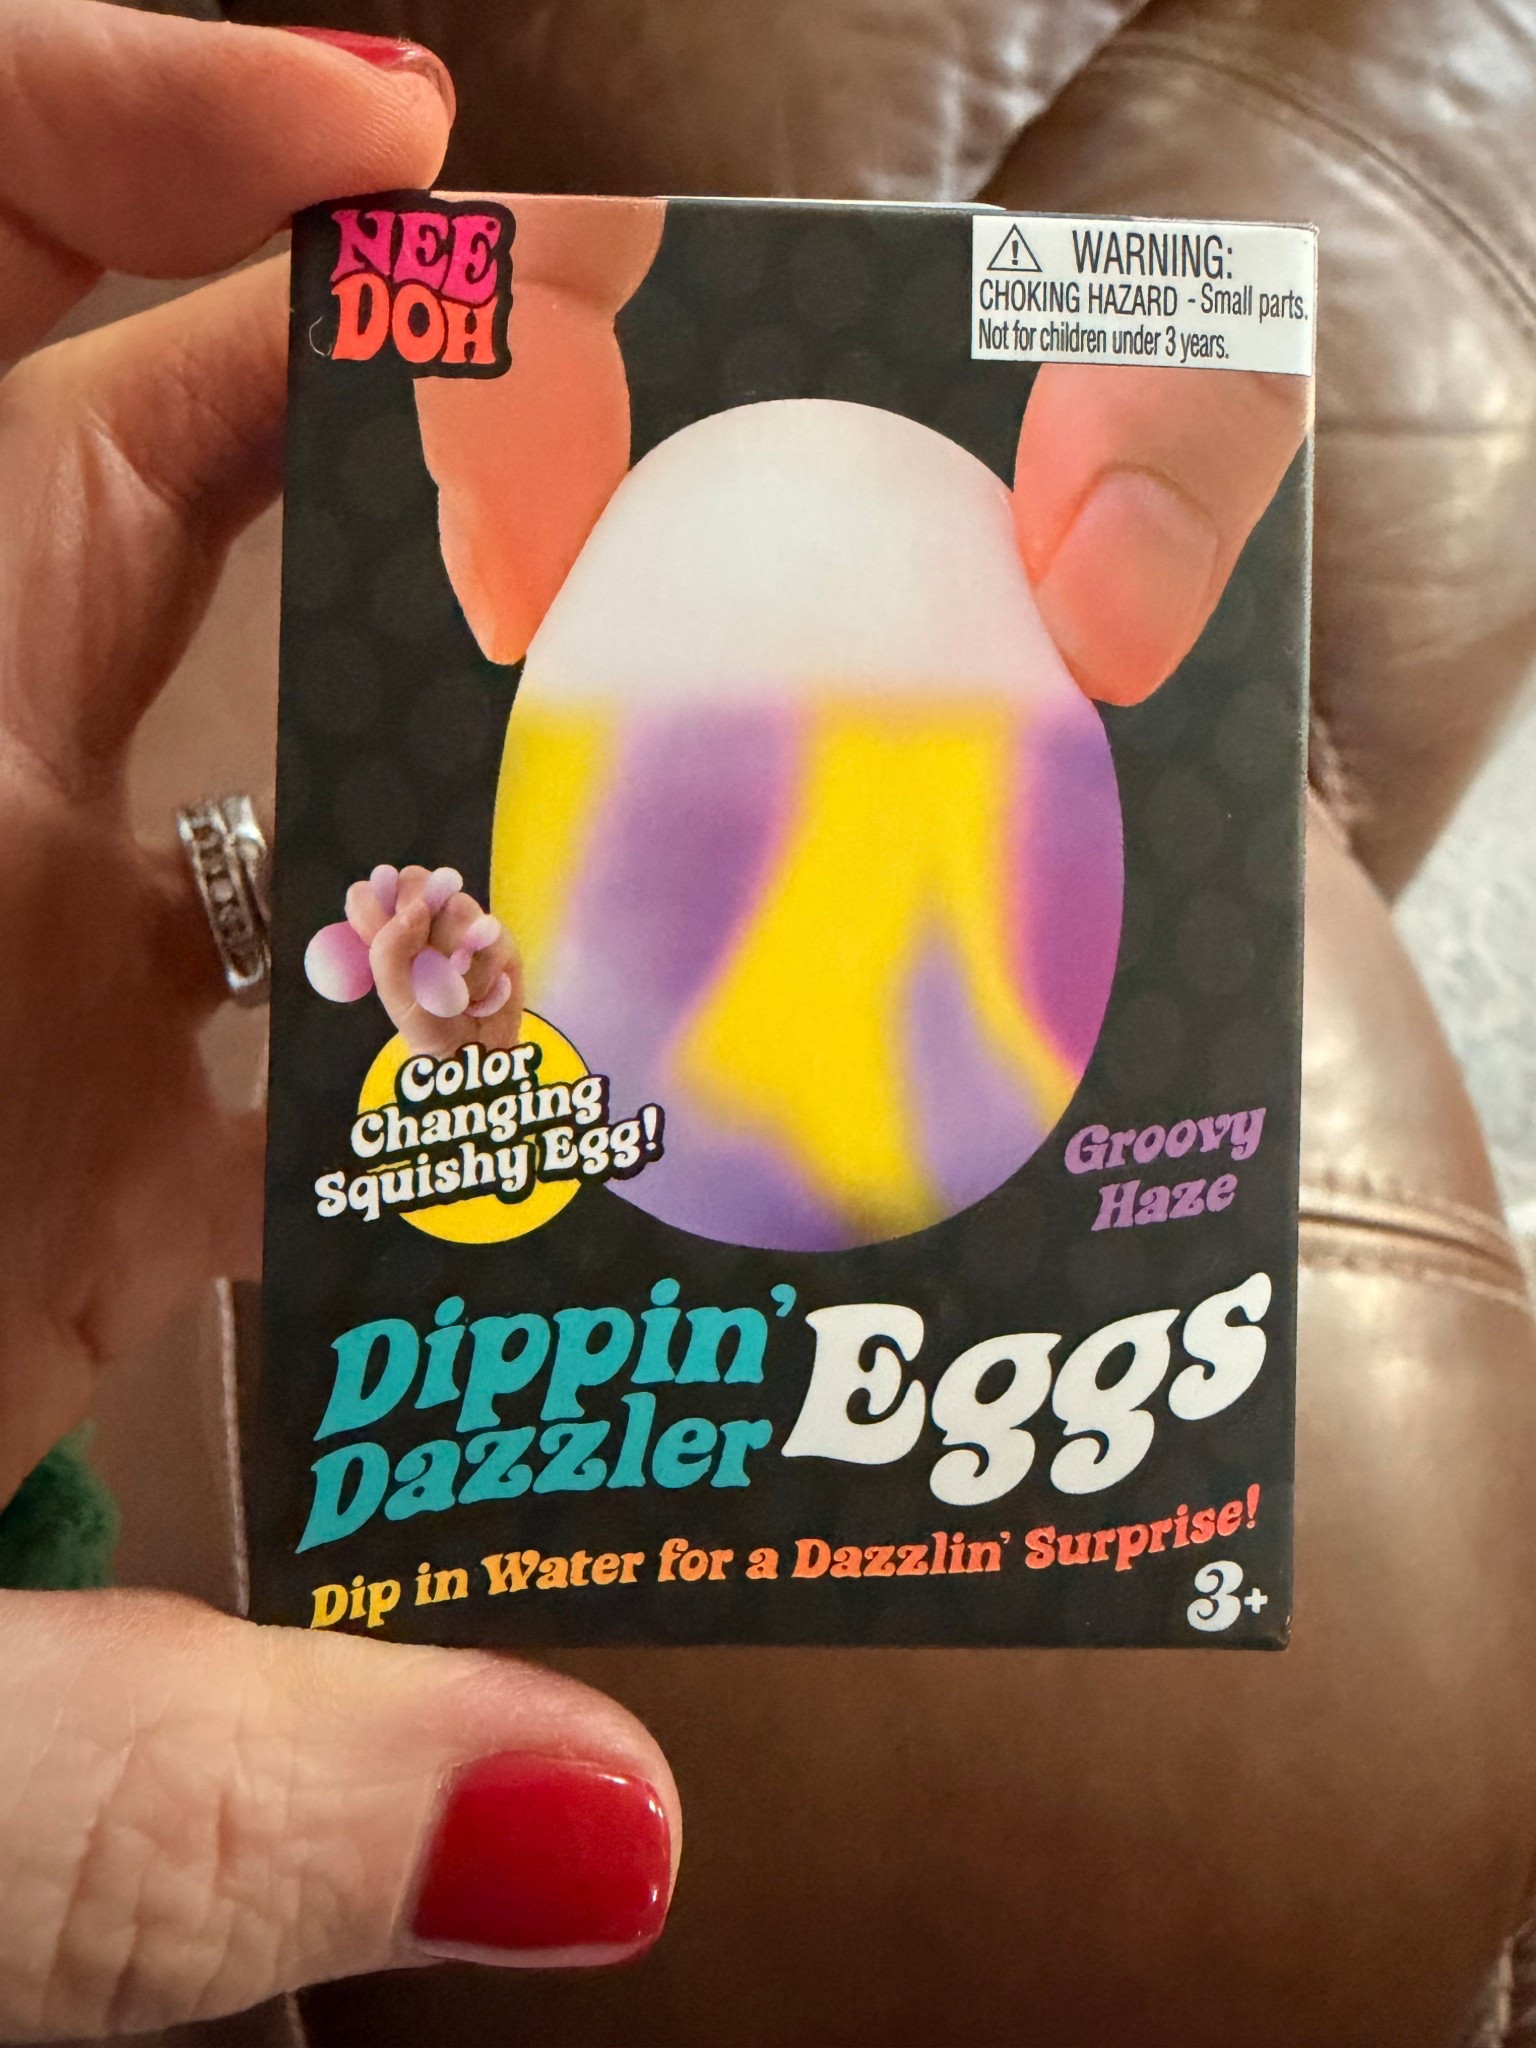 NEE
DOH
WARNING:
CHOKING HAZARD - Small parts.
Not for children under 3 years.
Color
Changing
Squishy Egg!
Groovy
Haze
Dippin'
Dazzler
Eggs
Dip in Water for a Dazzlin' Surprise!
3+